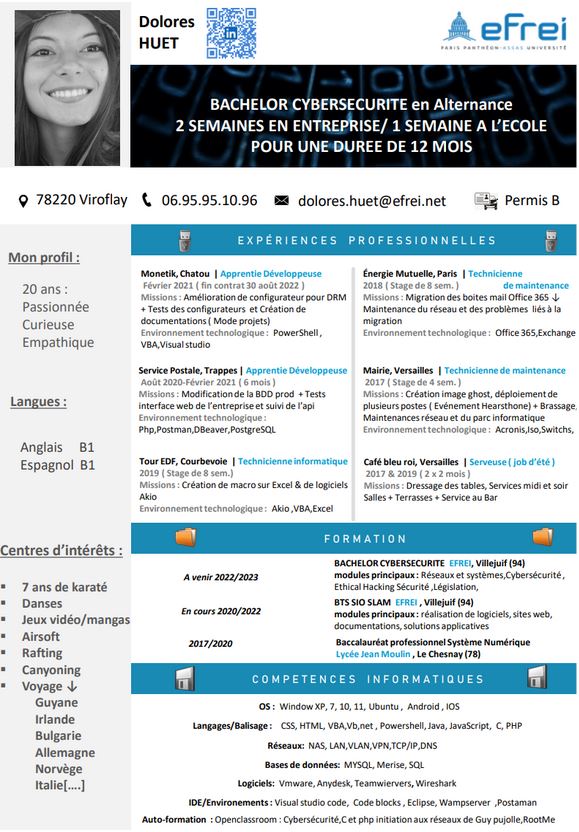 Dolores
HUET
in
efrei
PARIS PANTHÉON-ASSAS UNIVERSITÉ
BACHELOR CYBERSECURITE en Alternance
2 SEMAINES EN ENTREPRISE/ 1 SEMAINE A L’ECOLE
POUR UNE DUREE DE 12 MOIS
78220 Viroflay 06.95.95.10.96 dolores.huet@efrei.net Permis B
Mon profil :
20 ans :
Passionnée
Curieuse
Empathique
Langues :
Anglais B1
Espagnol B1
Centres d’intérêts :
▪ 7 ans de karaté
▪ Danses
▪ Jeux vidéo/mangas
▪ Airsoft
▪ Rafting
▪ Canyoning
▪ Voyage ↓
Guyane
Irlande
Bulgarie
Allemagne
Norvège
Italie[….]
EXPÉRIENCES PROFESSIONNELLES
Monetik, Chatou | Apprentie Développeuse
Février 2021 ( fin contrat 30 août 2022 )
Missions : Amélioration de configurateur pour DRM
+ Tests des configurateurs et Création de
documentations ( Mode projets)
Environnement technologique : PowerShell ,
VBA,Visual studio
Service Postale, Trappes | Apprentie Développeuse
Août 2020-Février 2021 ( 6 mois )
Missions : Modification de la BDD prod + Tests
interface web de l’entreprise et suivi de l’api
Environnement technologique :
Php,Postman,DBeaver,PostgreSQL
Tour EDF, Courbevoie | Technicienne informatique
2019 ( Stage de 8 sem.)
Missions : Création de macro sur Excel & de logiciels
Akio
Environnement technologique : Akio ,VBA,Excel
Énergie Mutuelle, Paris | Technicienne
2018 ( Stage de 8 sem. ) de maintenance
Missions : Migration des boites mail Office 365 ↓
Maintenance du réseau et des problèmes liés à la
migration
Environnement technologique : Office 365,Exchange
Mairie, Versailles | Technicienne de maintenance
2017 ( Stage de 4 sem. )
Missions : Création image ghost, déploiement de
plusieurs postes ( Evénement Hearsthone) + Brassage,
Maintenances réseau et du parc informatique
Environnement technologique : Acronis,Iso,Switchs,
Café bleu roi, Versailles | Serveuse ( job d’été )
2017 & 2019 ( 2 x 2 mois )
Missions : Dressage des tables, Services midi et soir
Salles + Terrasses + Service au Bar
FORMATION
A venir 2022/2023
BACHELOR CYBERSECURITE EFREI, Villejuif (94)
modules principaux : Réseaux et systèmes,Cybersécurité ,
Ethical Hacking Sécurité ,Législation,
En cours 2020/2022
BTS SIO SLAM EFREI , Villejuif (94)
modules principaux : réalisation de logiciels, sites web,
documentations, solutions applicatives
2017/2020
Baccalauréat professionnel Système Numérique
Lycée Jean Moulin , Le Chesnay (78)
COMPETENCES INFORMATIQUES
OS : Window XP, 7, 10, 11, Ubuntu , Android , IOS
Langages/Balisage : CSS, HTML, VBA,Vb,net , Powershell, Java, JavaScript, C, PHP
Réseaux: NAS, LAN,VLAN,VPN,TCP/IP,DNS
Bases de données: MYSQL, Merise, SQL
Logiciels: Vmware, Anydesk, Teamwiervers, Wireshark
IDE/Environements : Visual studio code, Code blocks , Eclipse, Wampserver ,Postaman
Auto-formation : Openclassroom : Cybersécurité,C et php initiation aux réseaux de Guy pujolle,RootMe